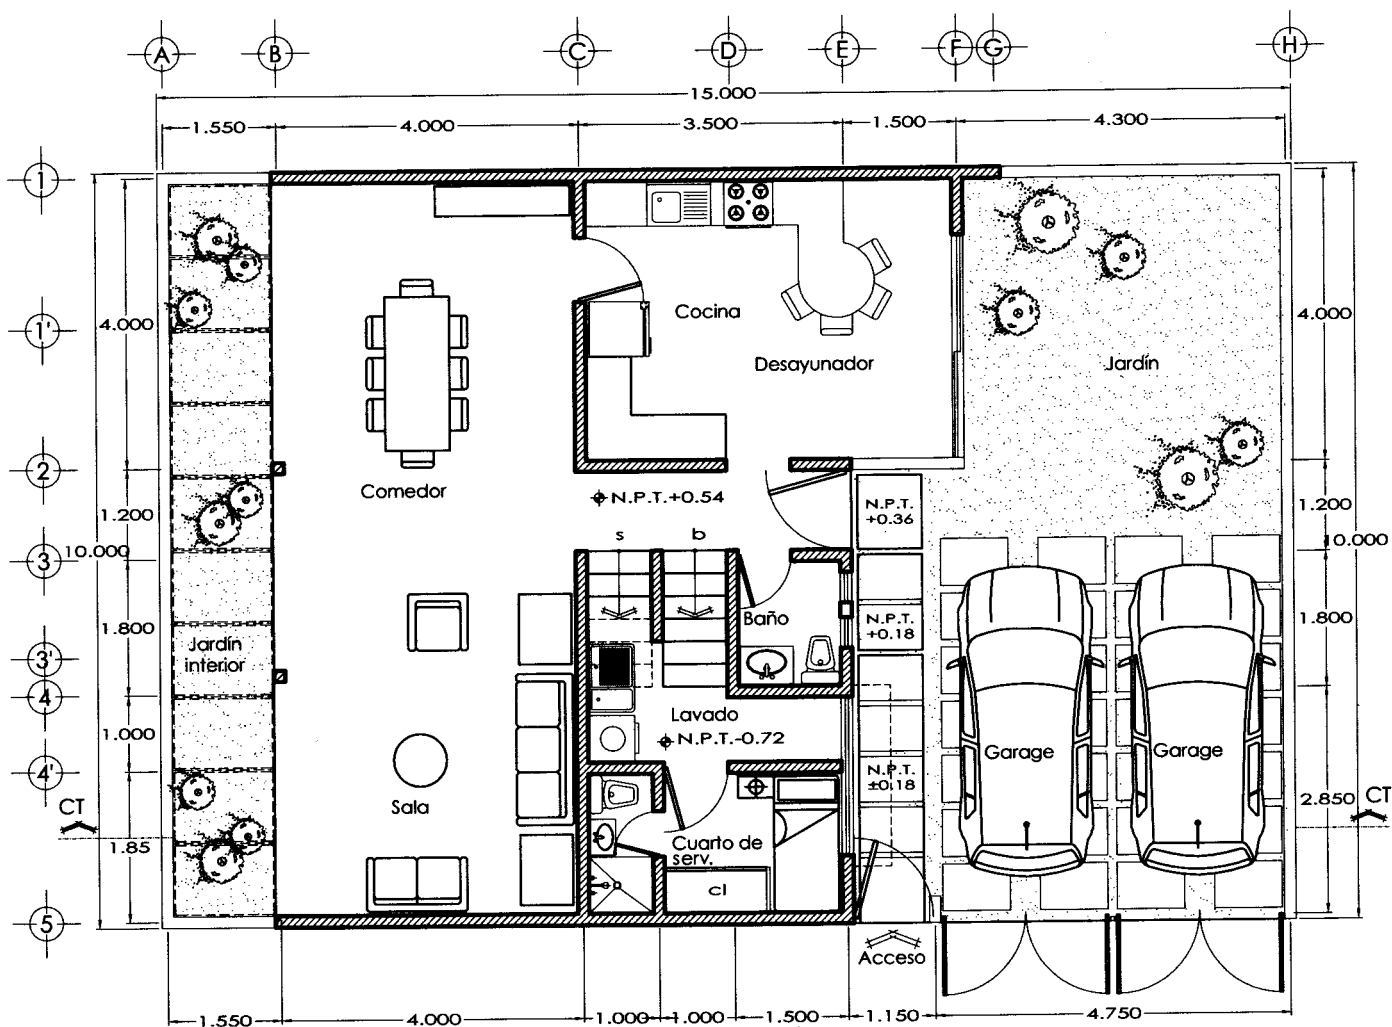 A B C D E F G H
15.000
1.550 4.000 3.500 1.500 4.300
1
1'
2
3
3'
4
4'
5
4.000
1.200
10.000
1.800
1.000
1.85
CT
Cocina
Desayunador
Jardín
Comedor
N.P.T.+0.54
N.P.T.
+0.36
s b
Baño
N.P.T.
+0.18
Jardín
interior
Lavado
N.P.T.-0.72
N.P.T.
±0.18
Sala
Cuarto de
serv.
cl
Garage
Garage
4.000
1.200
0.000
1.800
2.850
CT
Acceso
1.550 4.000 1.000 1.000 1.500 1.150 4.750